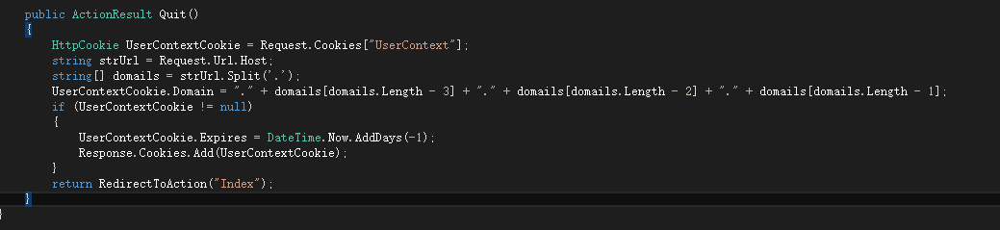 public ActionResult Quit()
{
HttpCookie UserContextCookie = Request.Cookies["UserContext"];
string strUrl = Request.Url.Host;
string[] domails = strUrl.Split('.');
UserContextCookie.Domain = "." + domails[domails.Length - 3] + "." + domails[domails.Length - 2] + "." + domails[domails.Length - 1];
if (UserContextCookie != null)
{
UserContextCookie.Expires = DateTime.Now.AddDays(-1);
Response.Cookies.Add(UserContextCookie);
}
return RedirectToAction("Index");
}
}